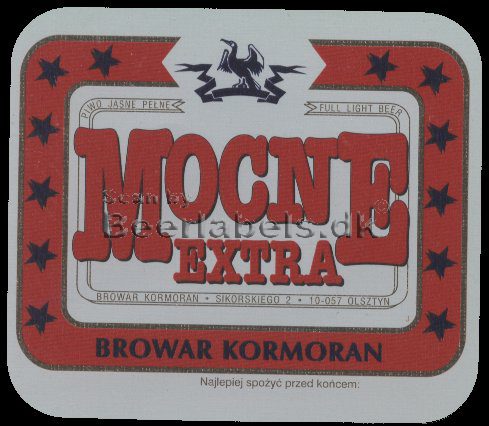 PIWO JASNE PEŁNE
FULL LIGHT BEER
MOCNE
Scan by
Beerlabels.dk
©
EXTRA
BROWAR KORMORAN • SIKORSKIEGO 2 • 10-057 OLSZTYN
BROWAR KORMORAN
Najlepiej spożyć przed końcem: